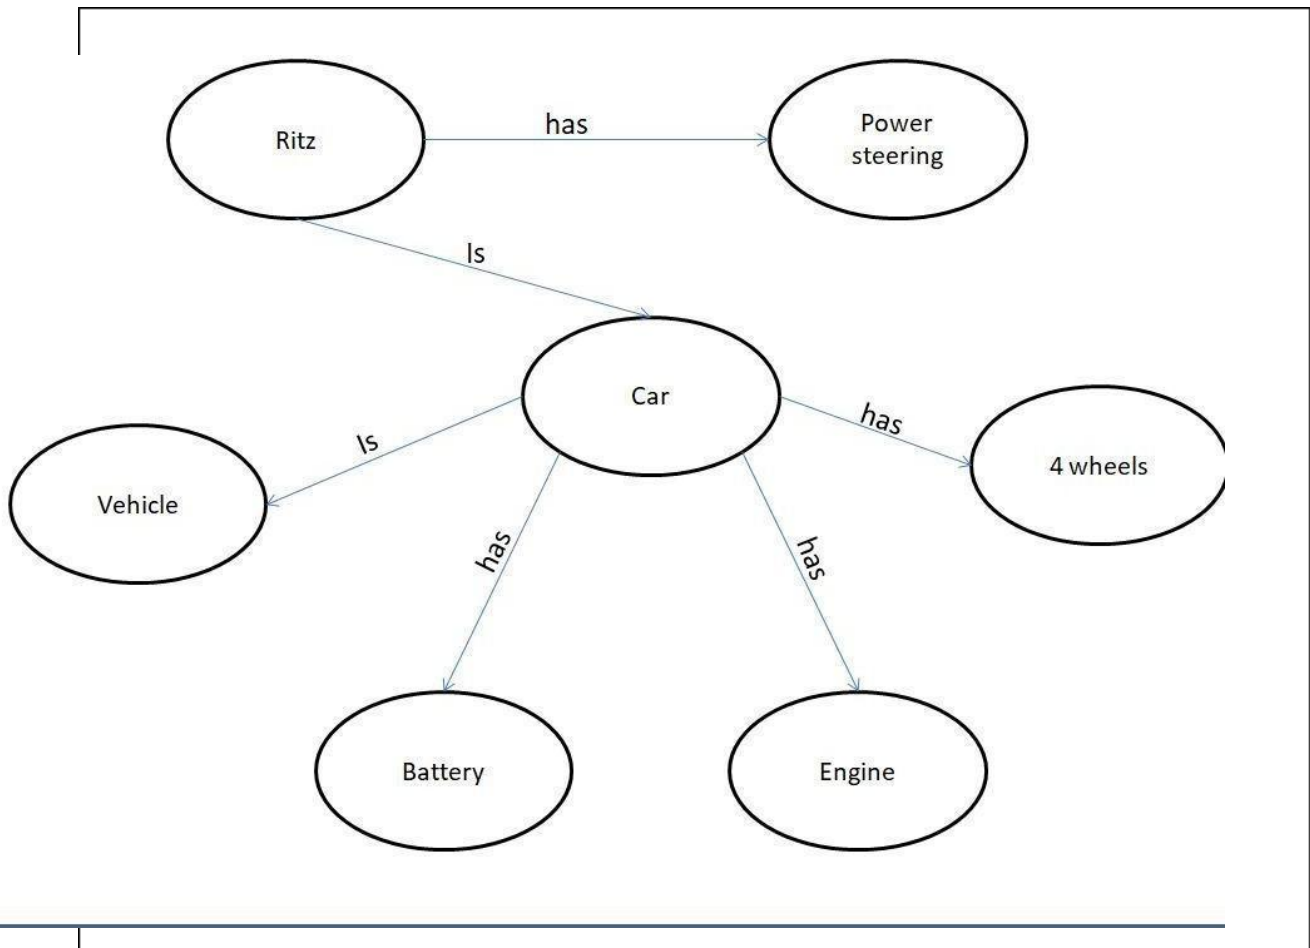 Ritz
has
Power
steering
Is
Car
has
4 wheels
Is
Vehicle
has
has
Battery
Engine